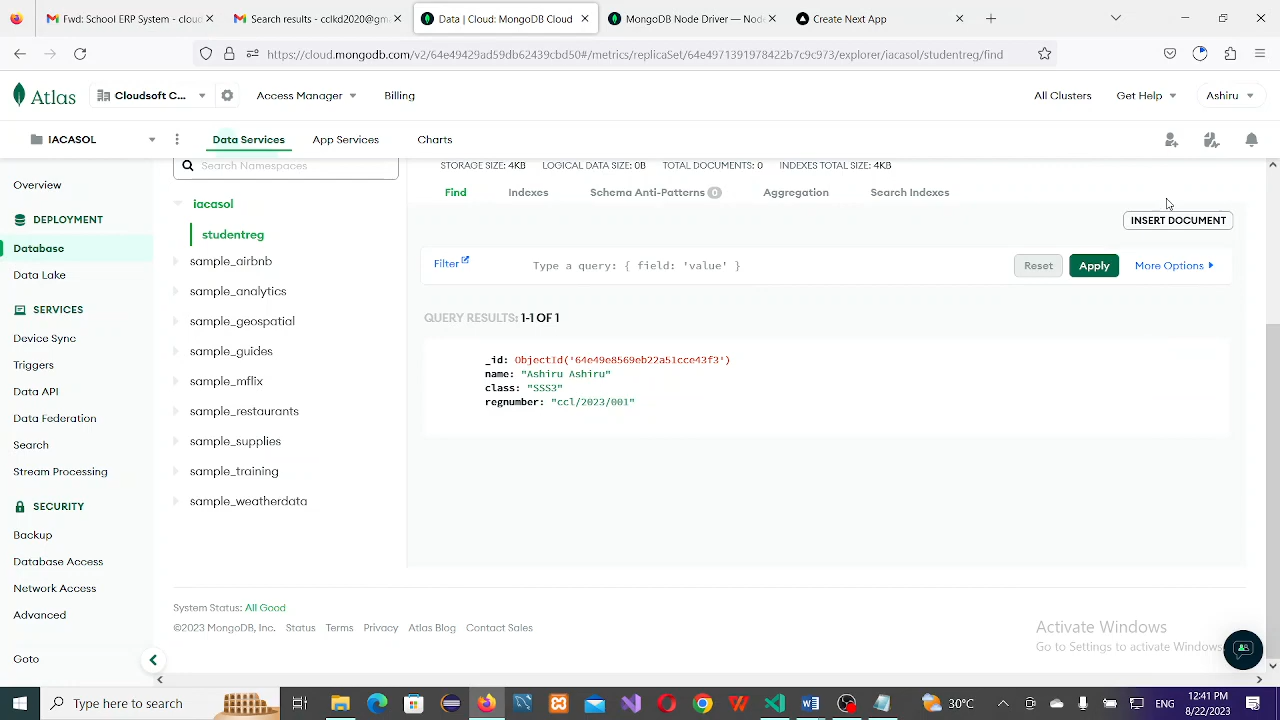 Fwd: School ERP System - cloud
Search results - cclkd2020@gm
Data | Cloud: MongoDB Cloud
MongoDB Node Driver — Node
Create Next App
https://cloud.mongodb.com/v2/64e49429ad59db62439cbd50#/metrics/replicaSet/64e4971391978422b7c9c973/explorer/iacasol/studentreg/find
Atlas
Cloudsoft C...
Access Manager
Billing
All Clusters
Get Help
Ashiru
IACASOL
Data Services
App Services
Charts
Overview
DEPLOYMENT
Database
Data Lake
SERVICES
Device Sync
Triggers
Data API
Data Federation
Search
Stream Processing
SECURITY
Backup
Database Access
Network Access
Advanced
Goto
Search Namespaces
iacasol
studentreg
sample_airbnb
sample_analytics
sample_geospatial
sample_guides
sample_mflix
sample_restaurants
sample_supplies
sample_training
sample_weatherdata
STORAGE SIZE: 4KB LOGICAL DATA SIZE: 0B TOTAL DOCUMENTS: 0 INDEXES TOTAL SIZE: 4KB
Find
Indexes
Schema Anti-Patterns 0
Aggregation
Search Indexes
INSERT DOCUMENT
Filter
Type a query: { field: 'value' }
Reset
Apply
More Options
QUERY RESULTS: 1-1 OF 1
_id: ObjectId('64e49e8569eb22a51cce43f3')
name: "Ashiru Ashiru"
class: "SSS3"
regnumber: "ccl/2023/001"
System Status: All Good
©2023 MongoDB, Inc. Status Terms Privacy Atlas Blog Contact Sales
Activate Windows
Go to Settings to activate Windows.
Type here to search
30°C
ENG
12:41 PM
8/22/2023